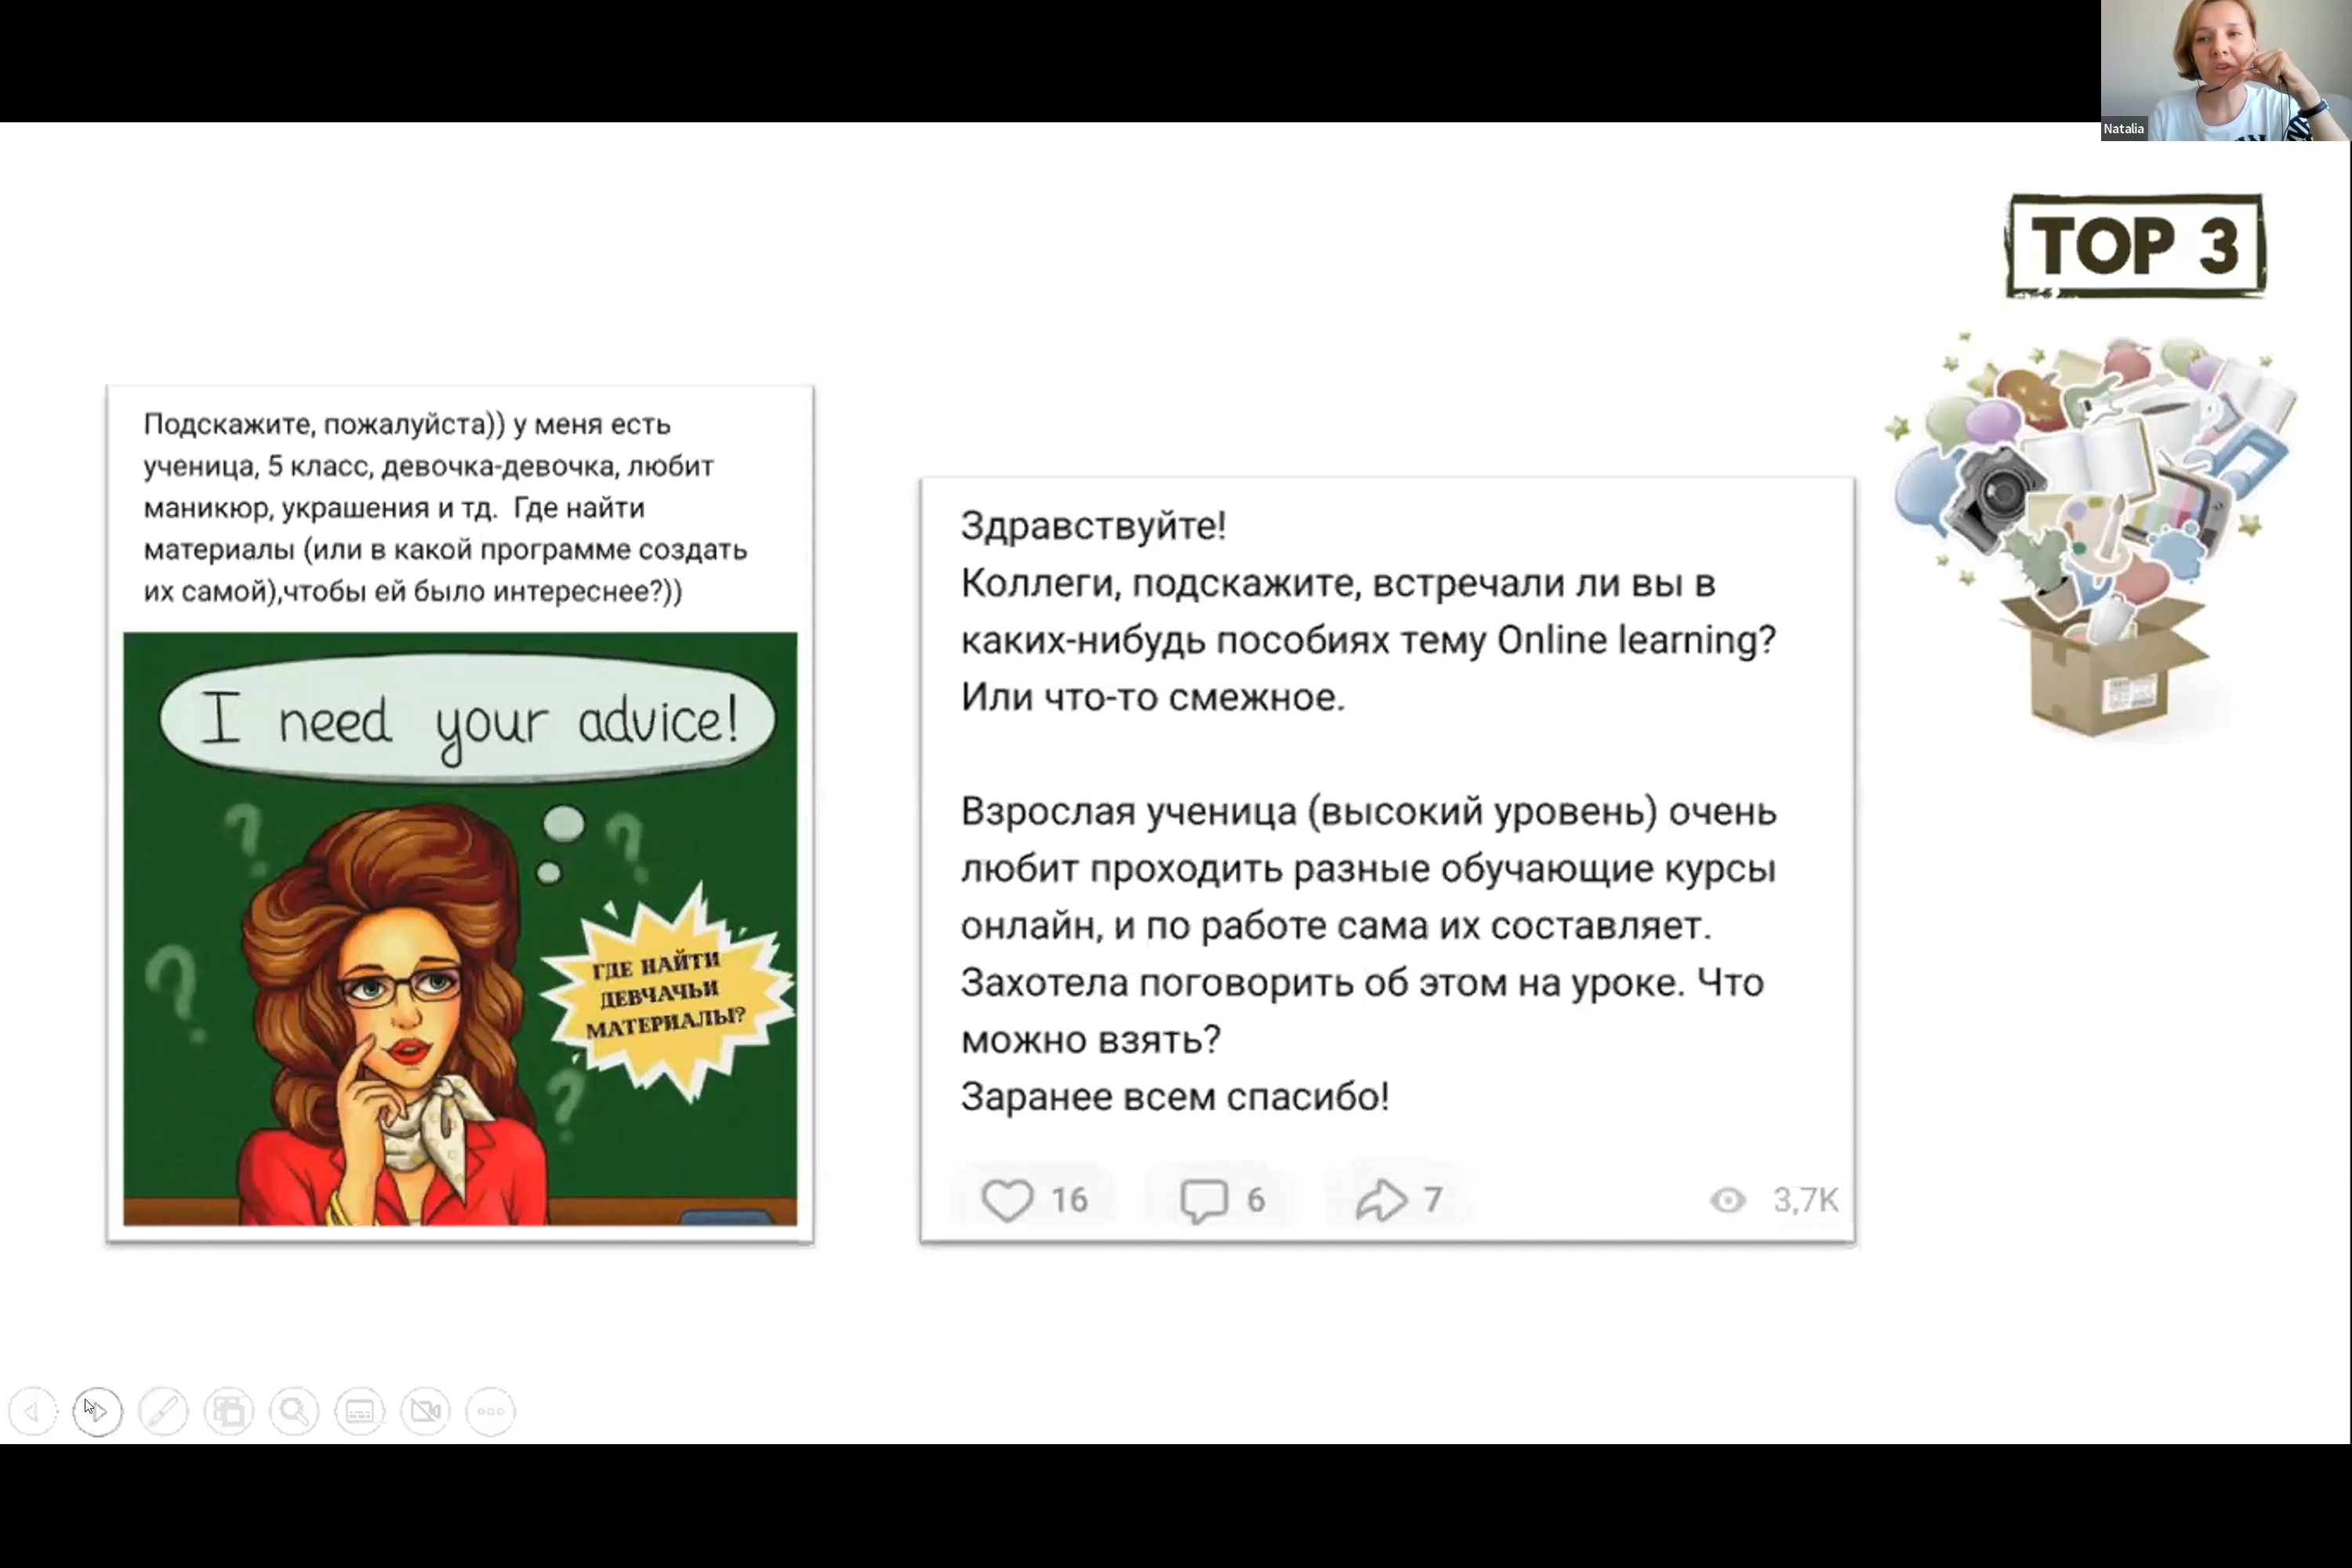 Natalia
TOP 3
Подскажите, пожалуйста)) у меня есть
ученица, 5 класс, девочка-девочка, любит
маникюр, украшения и тд. Где найти
материалы (или в какой программе создать
их самой),чтобы ей было интереснее?))
I need your advice!
ГДЕ НАЙТИ
ДЕВЧАЧЬИ
МАТЕРИАЛЫ?
Здравствуйте!
Коллеги, подскажите, встречали ли вы в
каких-нибудь пособиях тему Online learning?
Или что-то смежное.
Взрослая ученица (высокий уровень) очень
любит проходить разные обучающие курсы
онлайн, и по работе сама их составляет.
Захотела поговорить об этом на уроке. Что
можно взять?
Заранее всем спасибо!
16 6 7 3,7K